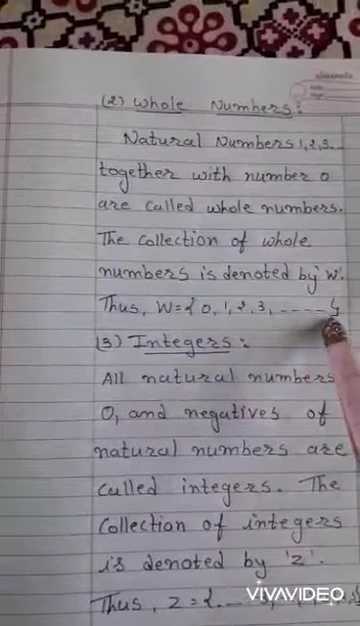 classmate
(2) Whole Numbers:
Natural Numbers 1,2,3..
together with number 0
are called whole numbers.
The collection of whole
numbers is denoted by 'W'.
Thus, W={ 0, 1, 2, 3, ..... }
(3) Integers:
All natural numbers
0, and negatives of
natural numbers are
called integers. The
Collection of integers
is denoted by 'Z'.
Thus, Z={....
VIVAVIDEO